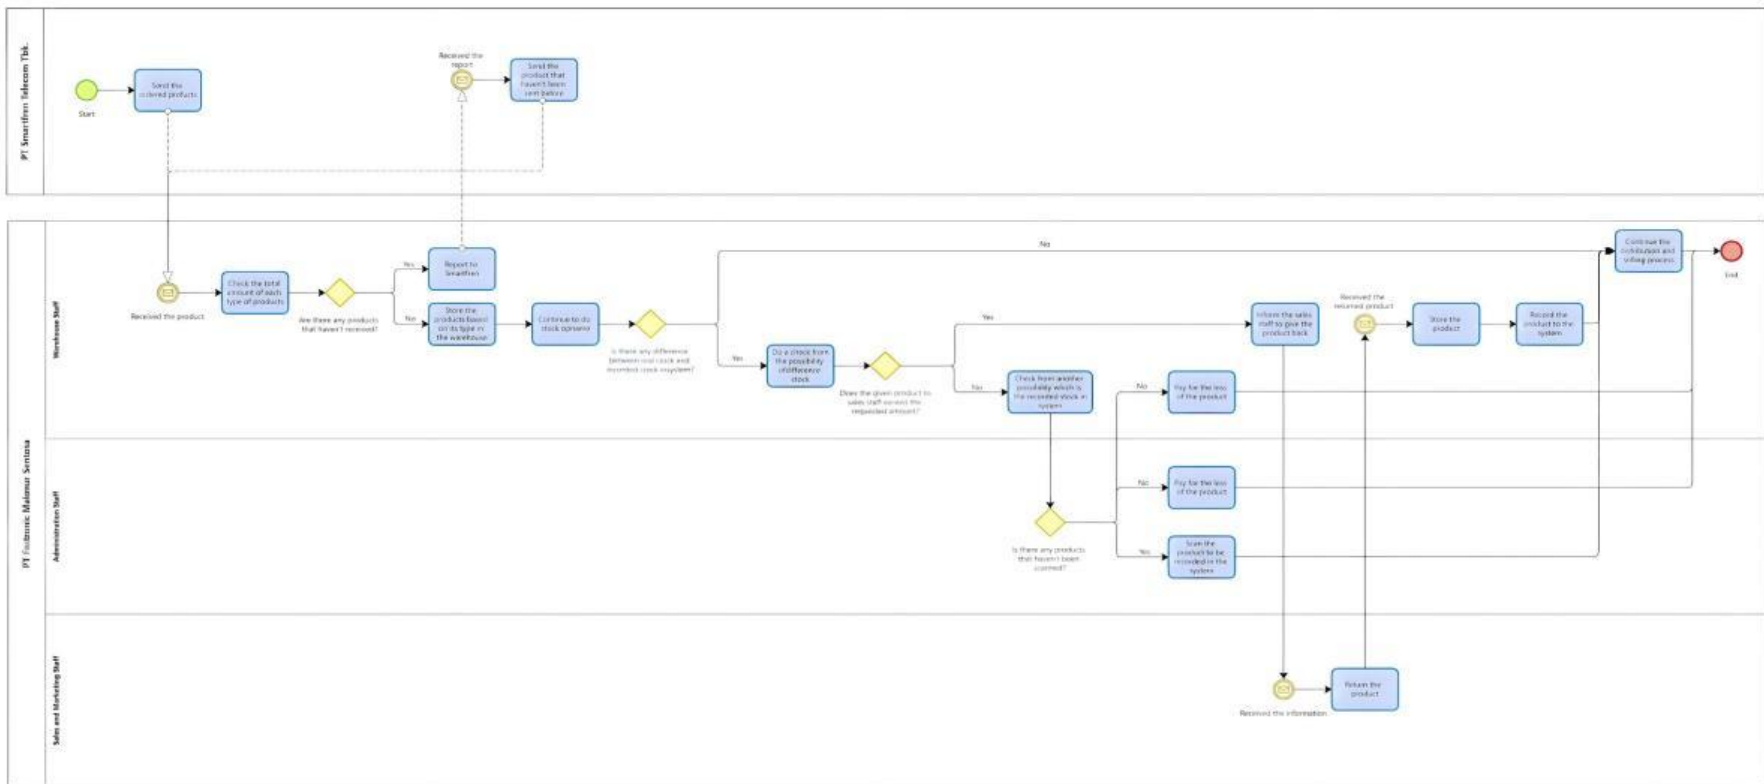 PT Smartfren Telecom Tbk.
Start
Send the
ordered products
Received the
report
Send the
product that
haven't been
sent before
PT Fastronic Makmur Sentosa
Warehouse Staff
Received the product
Check the total
amount of each
type of products
Are there any products
that haven't received?
Yes
Report to
Smartfren
No
Store the
products based
on its type in
the warehouse
Continue to do
stock opname
Is there any difference
between real stock and
recorded stock in system?
No
Yes
Do a check from
the possibility
of difference
stock
Does the given product to
sales staff exceed the
requested amount?
Yes
No
Check from another
possibility which is
the recorded stock in
system
Inform the sales
staff to give the
product back
Received the
returned product
Store the
product
Record the
product to the
system
Continue the
distribution and
selling process
End
No
Pay for the loss
of the product
Administration Staff
Is there any products
that haven't been
scanned?
No
Pay for the loss
of the product
Yes
Scan the
product to be
recorded in the
system
Sales and Marketing Staff
Received the information
Return the
product